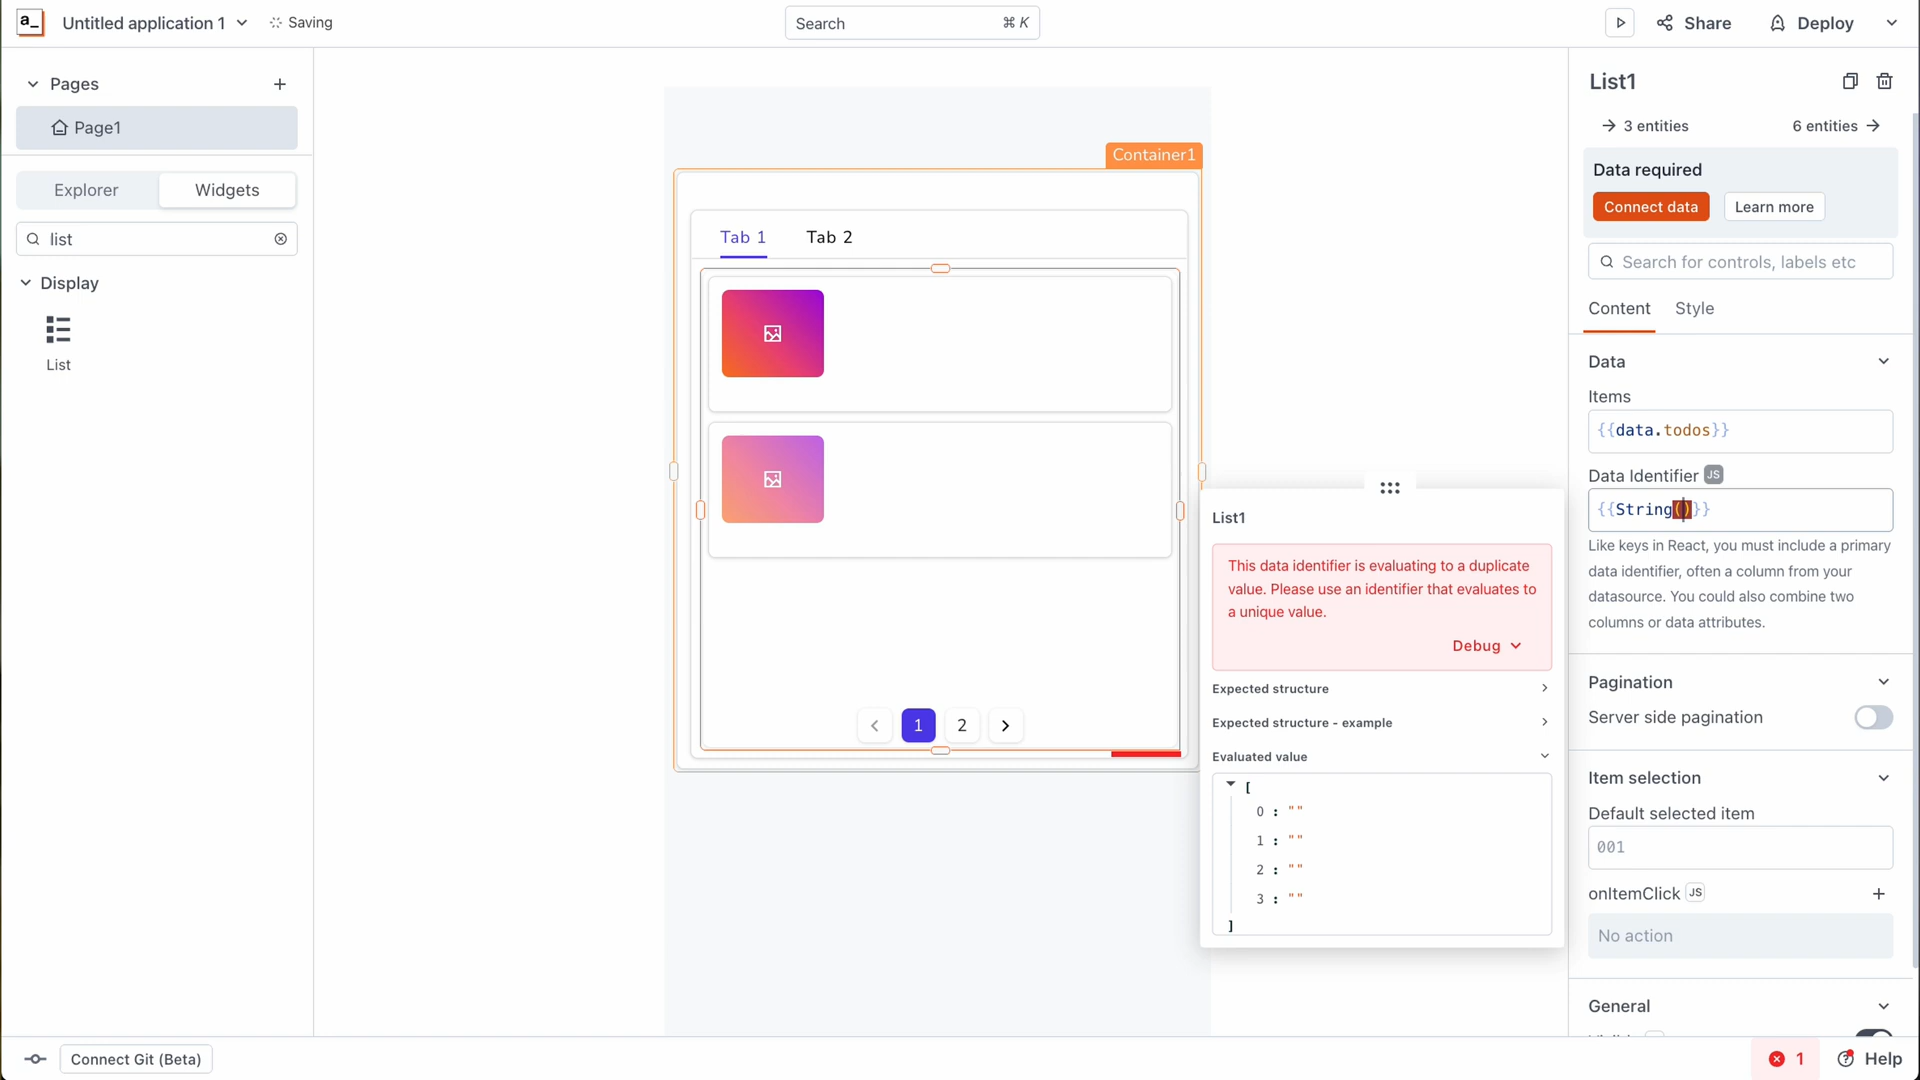 a_
Untitled application 1
Saving
Search
⌘ K
Share
Deploy
Pages
Page1
Explorer
Widgets
list
Display
List
Container1
Tab 1
Tab 2
1
2
List1
This data identifier is evaluating to a duplicate
value. Please use an identifier that evaluates to
a unique value.
Debug
Expected structure
Expected structure - example
Evaluated value
[
0 : ""
1 : ""
2 : ""
3 : ""
]
List1
3 entities
6 entities
Data required
Connect data
Learn more
Search for controls, labels etc
Content
Style
Data
Items
{{data.todos}}
Data Identifier JS
{{String()}}
Like keys in React, you must include a primary
data identifier, often a column from your
datasource. You could also combine two
columns or data attributes.
Pagination
Server side pagination
Item selection
Default selected item
001
onItemClick JS
No action
General
Connect Git (Beta)
1
Help